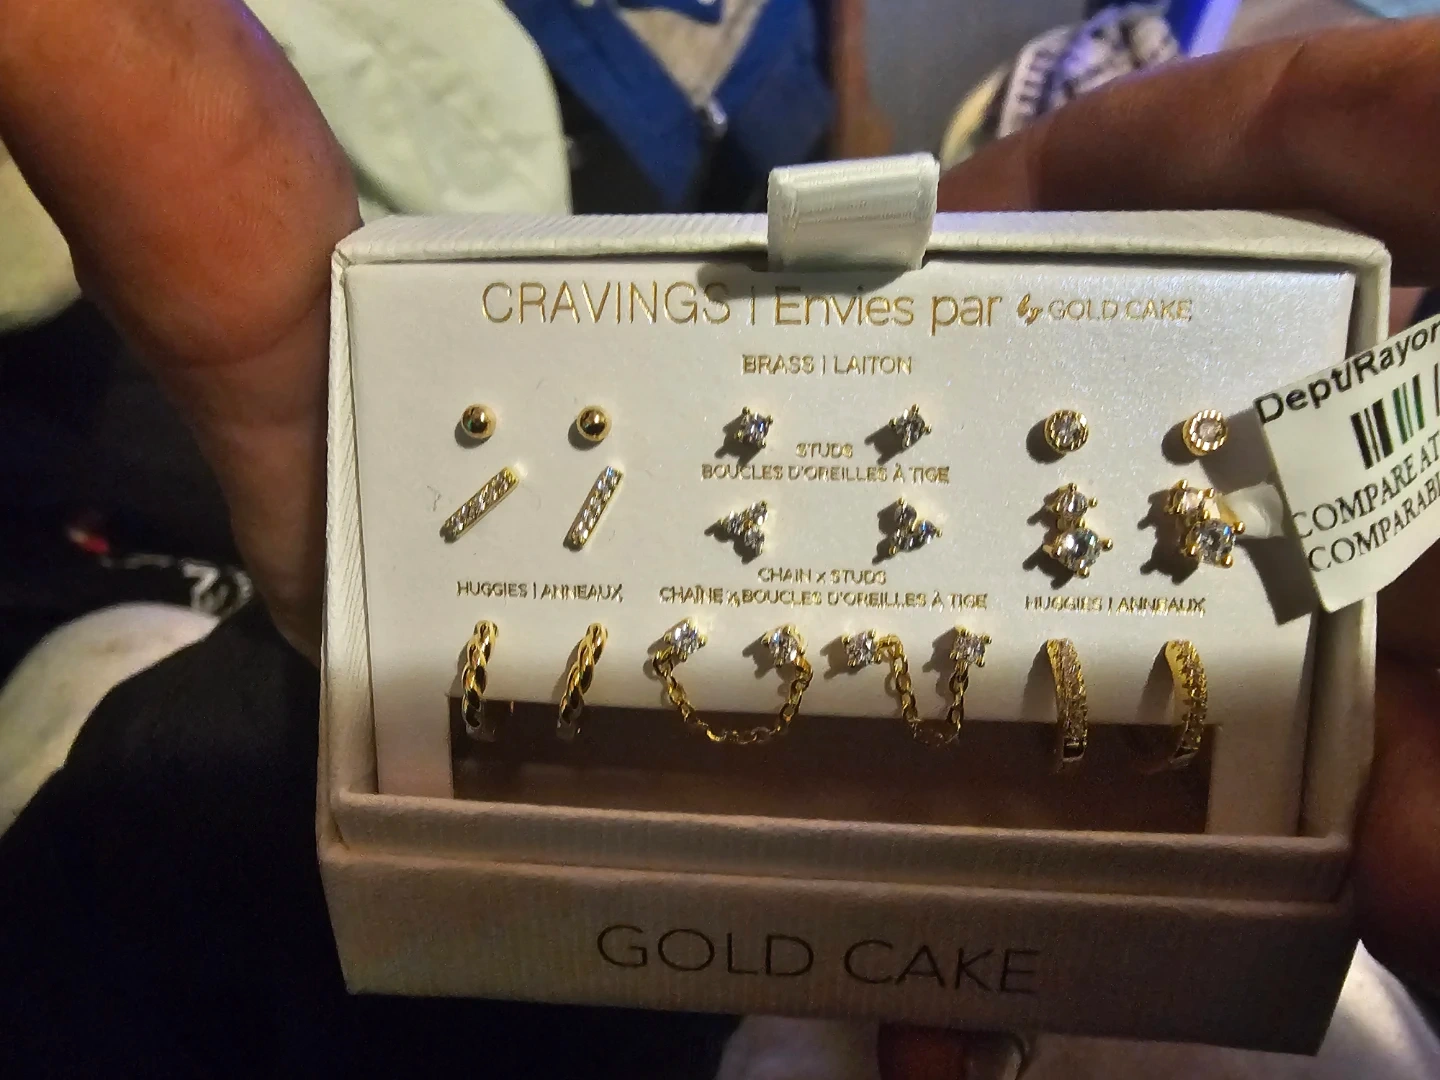 CRAVINGS | Envies par by GOLD CAKE
BRASS | LAITON
STUDS
BOUCLES D'OREILLES À TIGE
CHAIN x STUDS
CHAÎNE x BOUCLES D'OREILLES À TIGE
HUGGIES | ANNEAUX
HUGGIES | ANNEAUX
Dept/Rayon
COMPARE AT
COMPARABL
GOLD CAKE